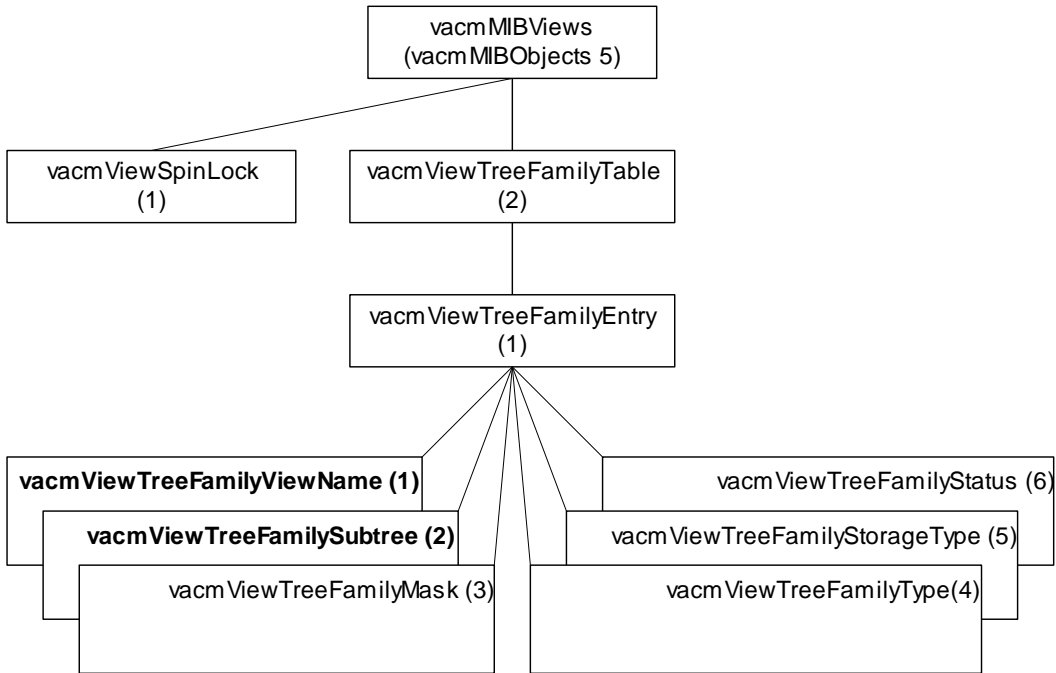 vacmMIBViews
(vacmMIBObjects 5)
vacmViewSpinLock
(1)
vacmViewTreeFamilyTable
(2)
vacmViewTreeFamilyEntry
(1)
vacmViewTreeFamilyViewName (1)
vacmViewTreeFamilySubtree (2)
vacmViewTreeFamilyMask (3)
vacmViewTreeFamilyStatus (6)
vacmViewTreeFamilyStorageType (5)
vacmViewTreeFamilyType(4)